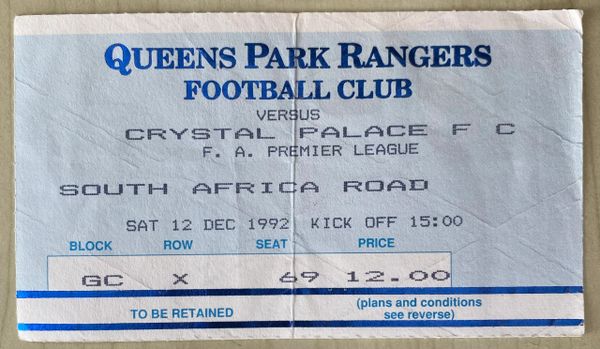 QUEENS PARK RANGERS
FOOTBALL CLUB
VERSUS
CRYSTAL PALACE F C
F. A. PREMIER LEAGUE
SOUTH AFRICA ROAD
SAT 12 DEC 1992 KICK OFF 15:00
BLOCK ROW SEAT PRICE
GC X 69 12.00
TO BE RETAINED (plans and conditions
see reverse)